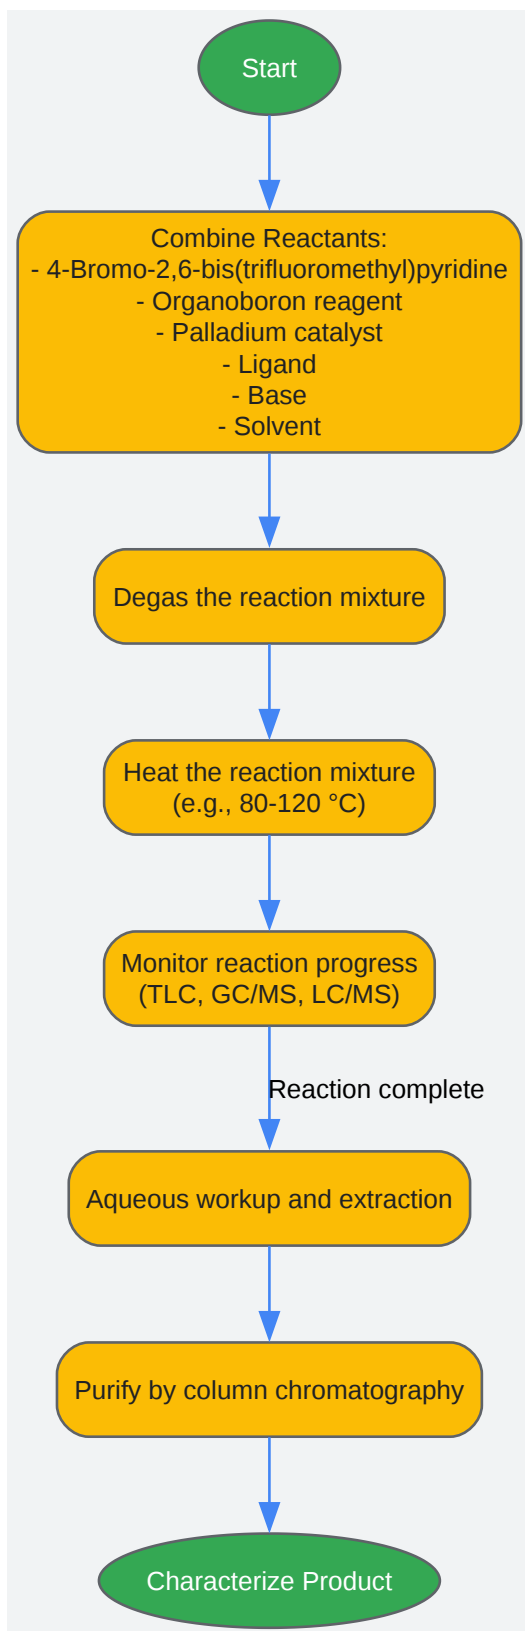 Start
Combine Reactants:
- 4-Bromo-2,6-bis(trifluoromethyl)pyridine
- Organoboron reagent
- Palladium catalyst
- Ligand
- Base
- Solvent
Degas the reaction mixture
Heat the reaction mixture
(e.g., 80-120 °C)
Monitor reaction progress
(TLC, GC/MS, LC/MS)
Reaction complete
Aqueous workup and extraction
Purify by column chromatography
Characterize Product